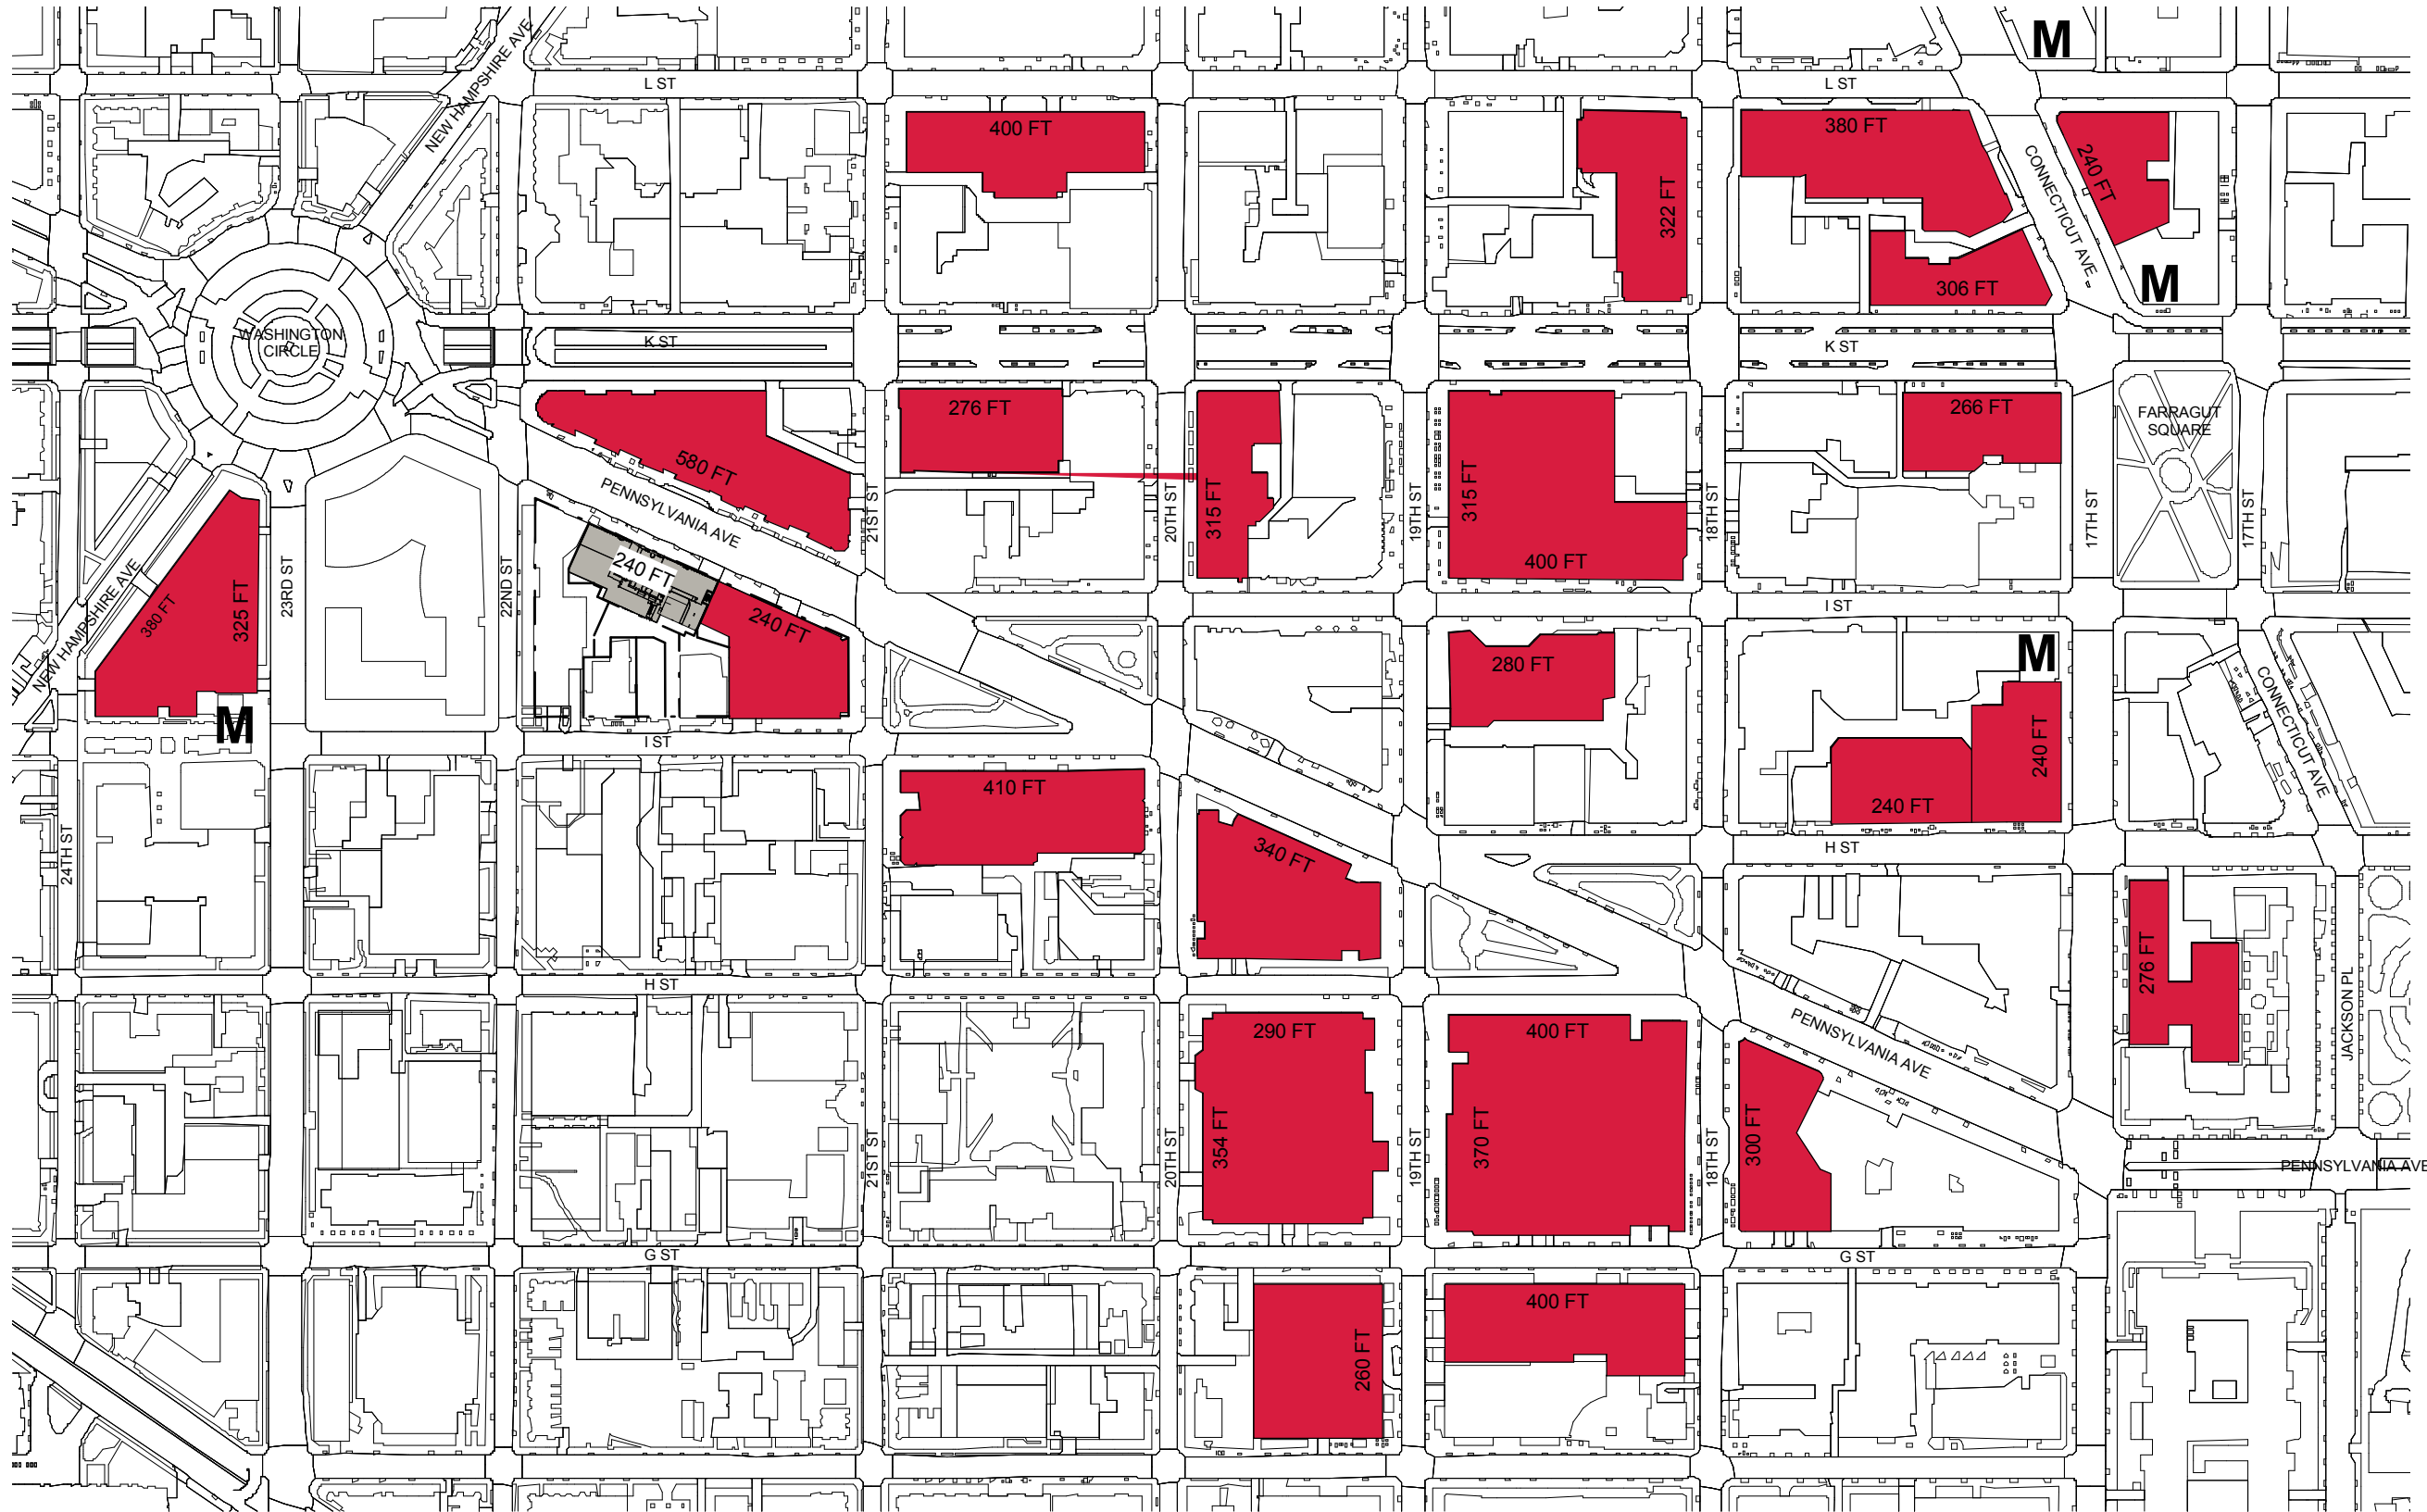 NEW HAMPSHIRE AVE
M
L ST
L ST
400 FT
380 FT
240 FT
322 FT
CONNECTICUT AVE
306 FT
M
WASHINGTON
CIRCLE
K ST
K ST
276 FT
266 FT
FARRAGUT
SQUARE
580 FT
PENNSYLVANIA AVE
21ST ST
20TH ST
315 FT
19TH ST
315 FT
18TH ST
17TH ST
17TH ST
400 FT
240 FT
22ND ST
23RD ST
NEW HAMPSHIRE AVE
380 FT
325 FT
240 FT
I ST
280 FT
M
CONNECTICUT AVE
M
I ST
410 FT
240 FT
240 FT
24TH ST
340 FT
H ST
276 FT
JACKSON PL
H ST
290 FT
400 FT
PENNSYLVANIA AVE
21ST ST
20TH ST
354 FT
19TH ST
370 FT
18TH ST
300 FT
PENNSYLVANIA AVE
G ST
G ST
400 FT
260 FT